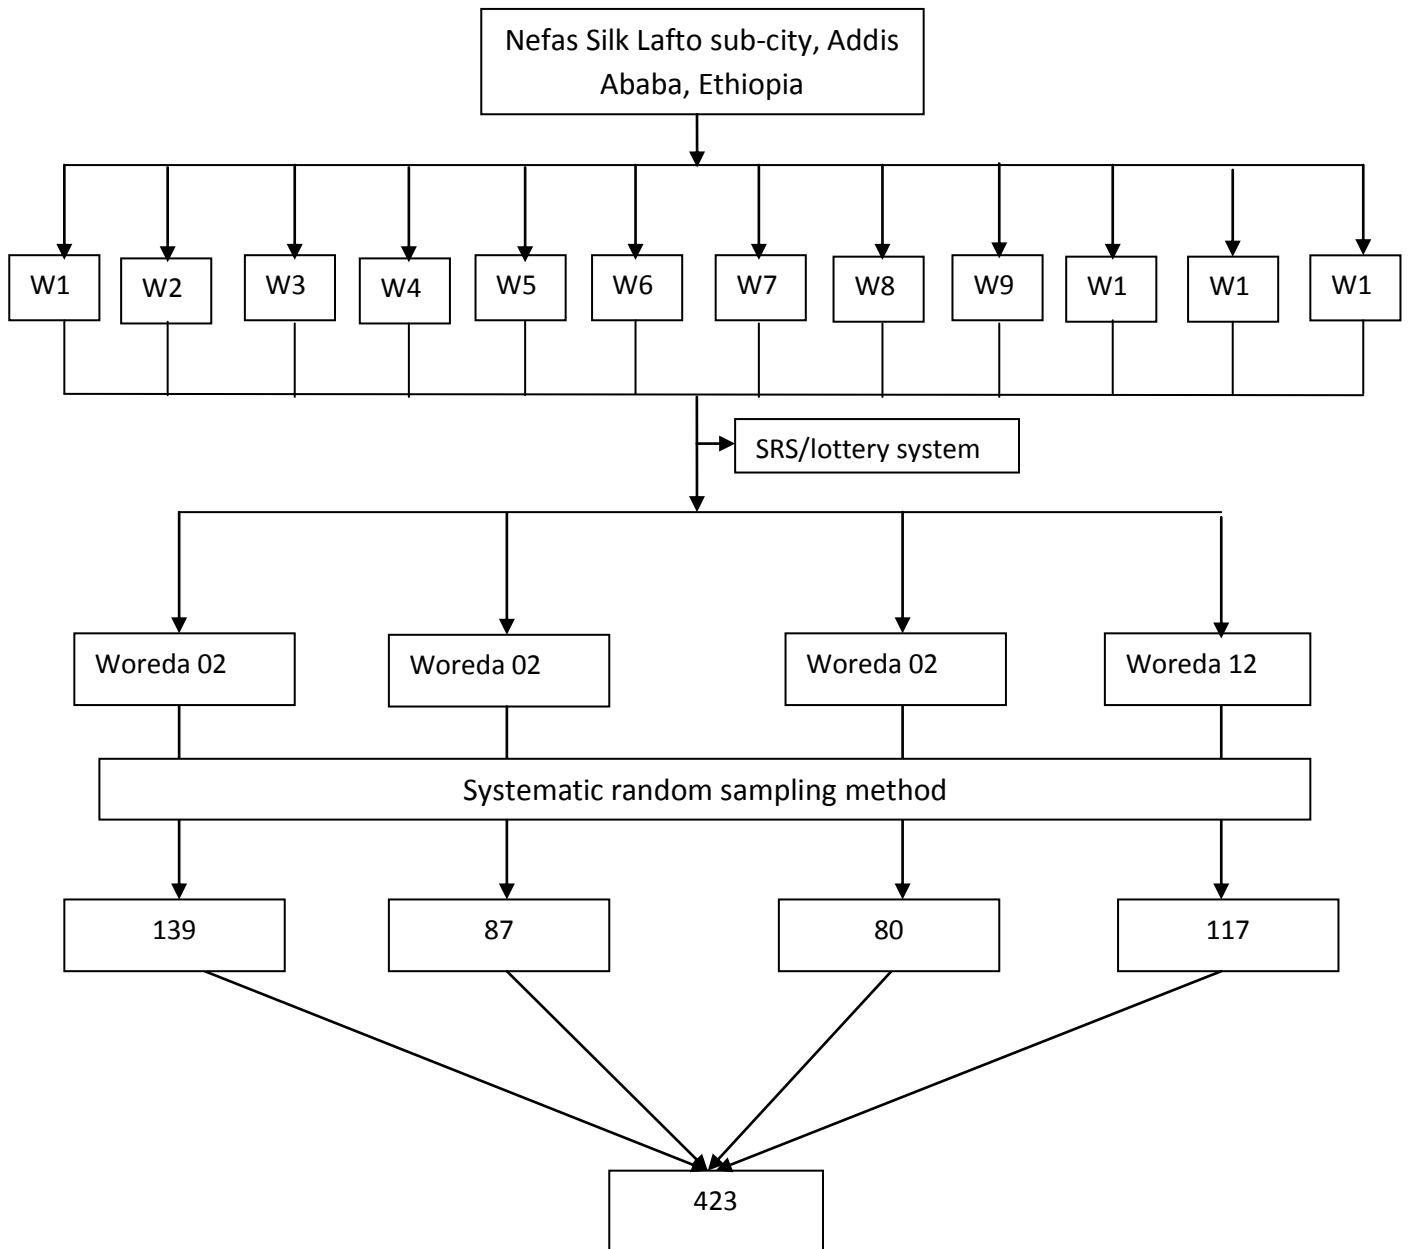 Nefas Silk Lafto sub-city, Addis
Ababa, Ethiopia
W1
W2
W3
W4
W5
W6
W7
W8
W9
W1
W1
W1
SRS/lottery system
Woreda 02
Woreda 02
Woreda 02
Woreda 12
Systematic random sampling method
139
87
80
117
423